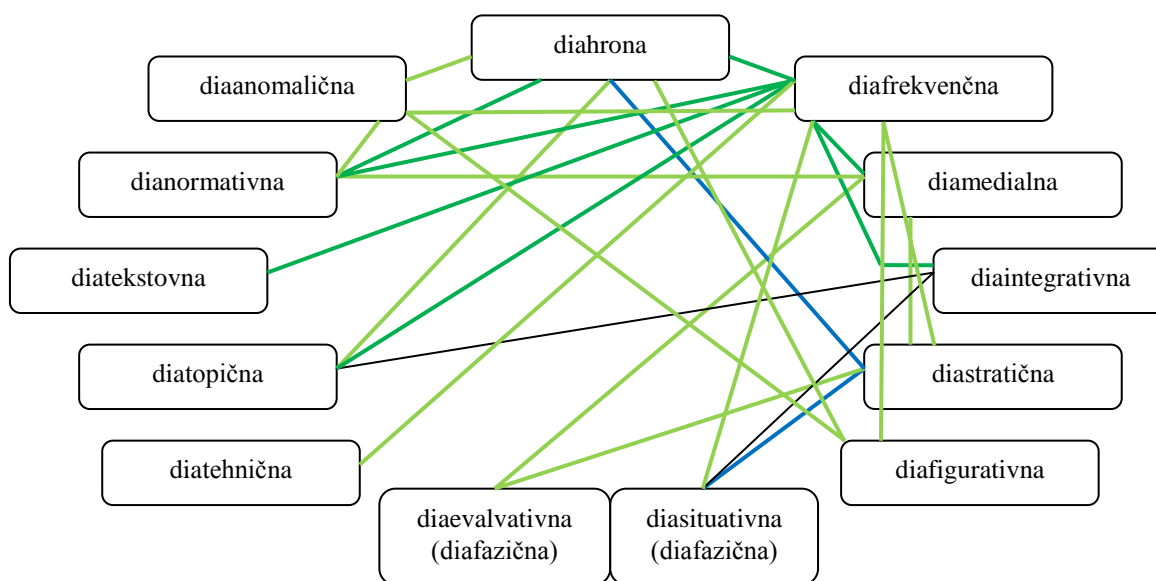 diahrona
diaanomalična
diafrekvenčna
dianormativna
diamedialna
diatekstovna
diaintegrativna
diatopična
diastratična
diatehnična
diafigurativna
diaevalvativna
(diafazična)
diasituativna
(diafazična)